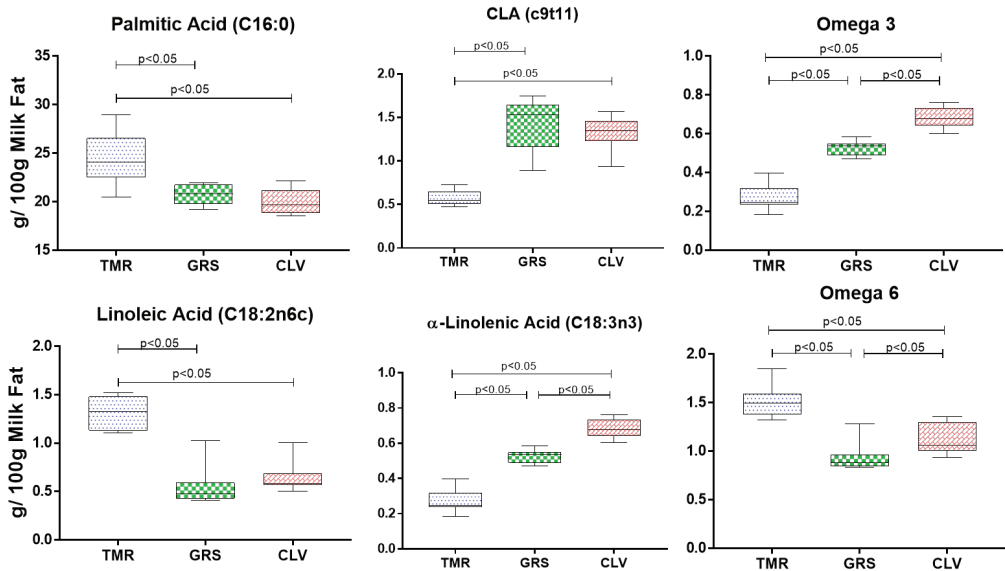 Palmitic Acid (C16:0)
g/ 100g Milk Fat
35
30
25
20
15
p<0.05
p<0.05
TMR GRS CLV
CLA (c9t11)
2.0
1.5
1.0
0.5
0.0
p<0.05
p<0.05
TMR GRS CLV
Omega 3
1.0
0.8
0.6
0.4
0.2
0.0
p<0.05
p<0.05 p<0.05
TMR GRS CLV
Linoleic Acid (C18:2n6c)
g/ 100g Milk Fat
2.0
1.5
1.0
0.5
0.0
p<0.05
p<0.05
TMR GRS CLV
α-Linolenic Acid (C18:3n3)
1.0
0.8
0.6
0.4
0.2
0.0
p<0.05
p<0.05 p<0.05
TMR GRS CLV
Omega 6
2.0
1.5
1.0
0.5
0.0
p<0.05
p<0.05 p<0.05
TMR GRS CLV